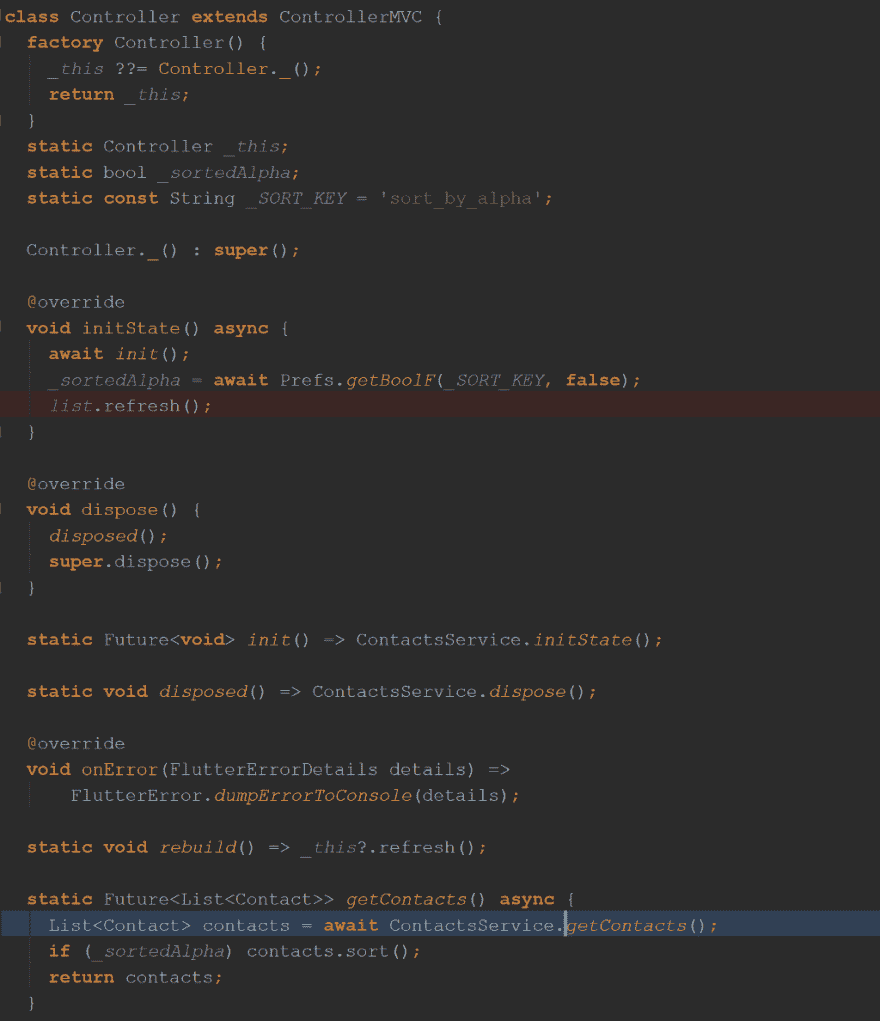 class Controller extends ControllerMVC {
  factory Controller() {
    _this ??= Controller._();
    return _this;
  }
  static Controller _this;
  static bool _sortedAlpha;
  static const String _SORT_KEY = 'sort_by_alpha';

  Controller._() : super();

  @override
  void initState() async {
    await init();
    _sortedAlpha = await Prefs.getBoolF(_SORT_KEY, false);
    list.refresh();
  }

  @override
  void dispose() {
    disposed();
    super.dispose();
  }

  static Future<void> init() => ContactsService.initState();

  static void disposed() => ContactsService.dispose();

  @override
  void onError(FlutterErrorDetails details) =>
      FlutterError.dumpErrorToConsole(details);

  static void rebuild() => _this?.refresh();

  static Future<List<Contact>> getContacts() async {
    List<Contact> contacts = await ContactsService.getContacts();
    if (_sortedAlpha) contacts.sort();
    return contacts;
  }